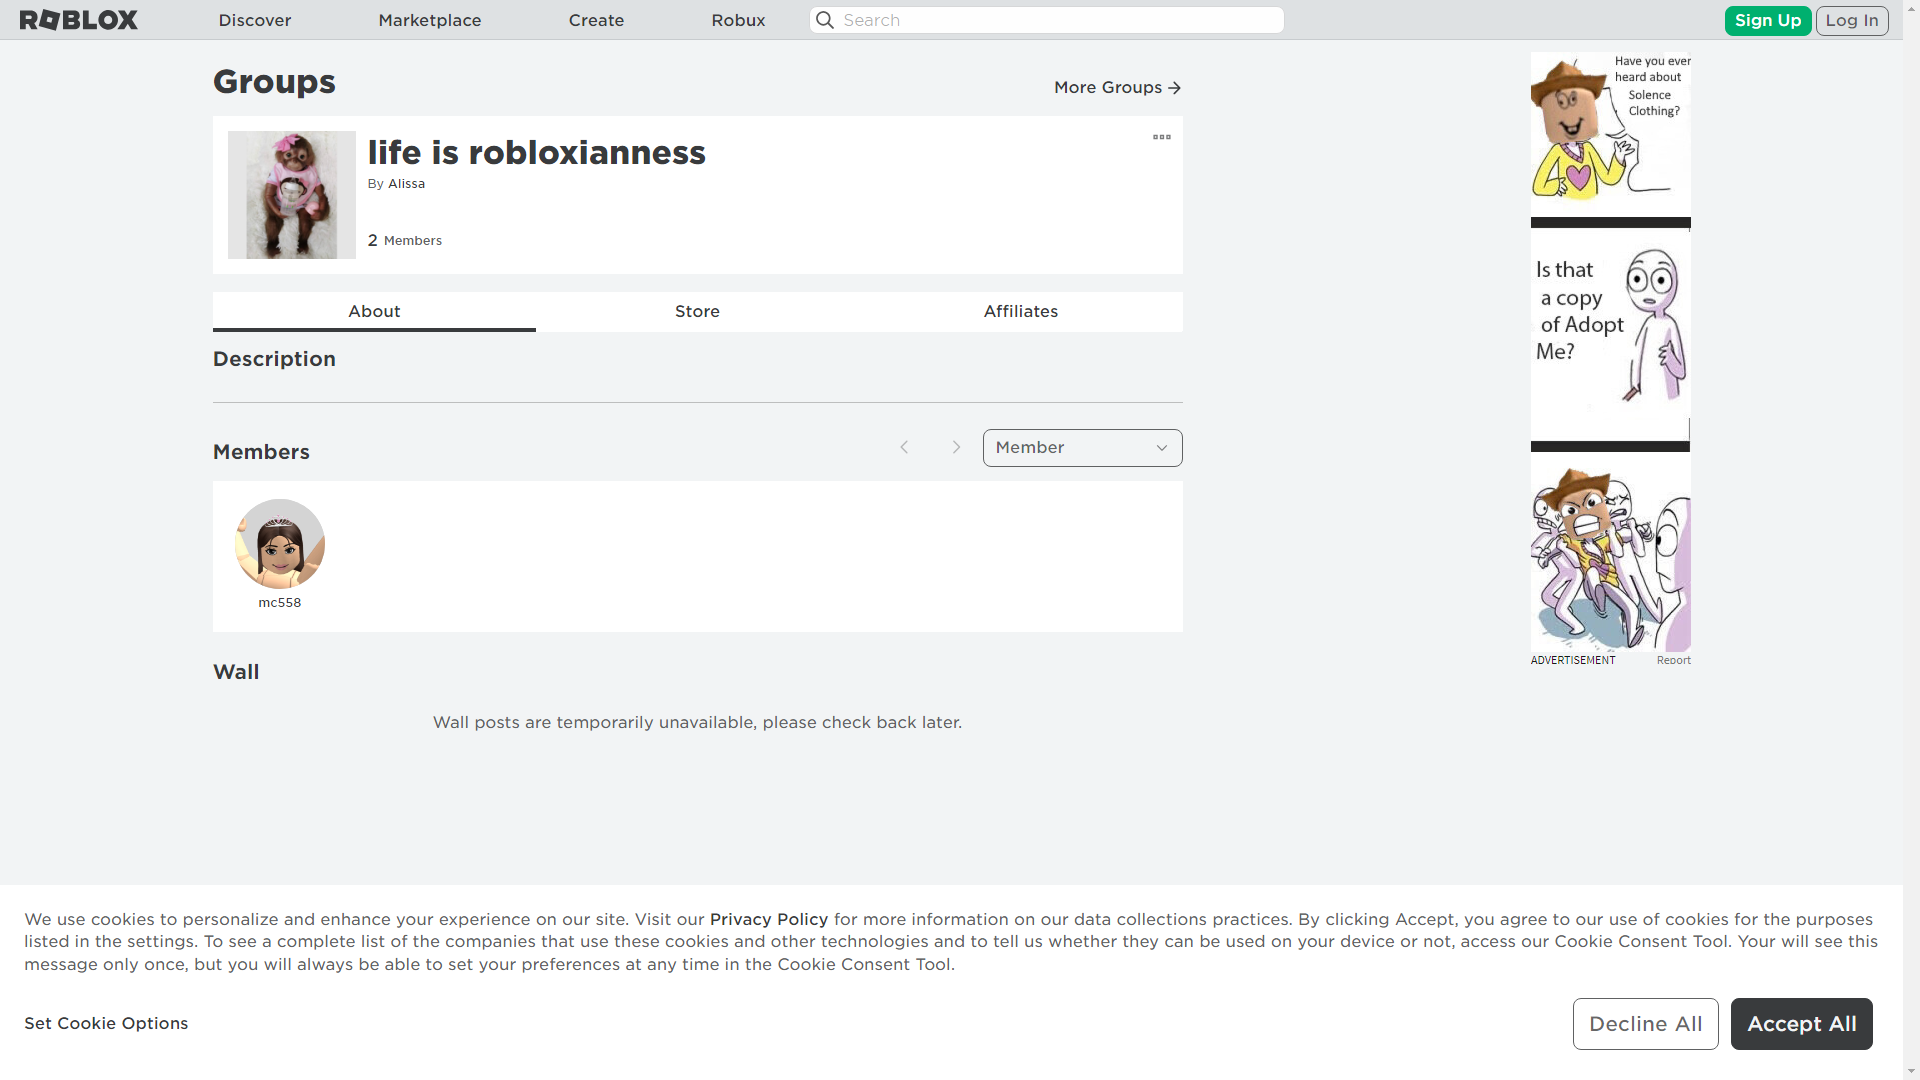 ROBLOX
Discover
Marketplace
Create
Robux
Search
Sign Up
Log In
Groups
More Groups
life is robloxianness
By Alissa
2 Members
About
Store
Affiliates
Description
Members
Member
mc558
Wall
Wall posts are temporarily unavailable, please check back later.
Have you ever
heard about
Solence
Clothing?
Is that
a copy
of Adopt
Me?
ADVERTISEMENT
Report
We use cookies to personalize and enhance your experience on our site. Visit our Privacy Policy for more information on our data collections practices. By clicking Accept, you agree to our use of cookies for the purposes
listed in the settings. To see a complete list of the companies that use these cookies and other technologies and to tell us whether they can be used on your device or not, access our Cookie Consent Tool. Your will see this
message only once, but you will always be able to set your preferences at any time in the Cookie Consent Tool.
Set Cookie Options
Decline All
Accept All